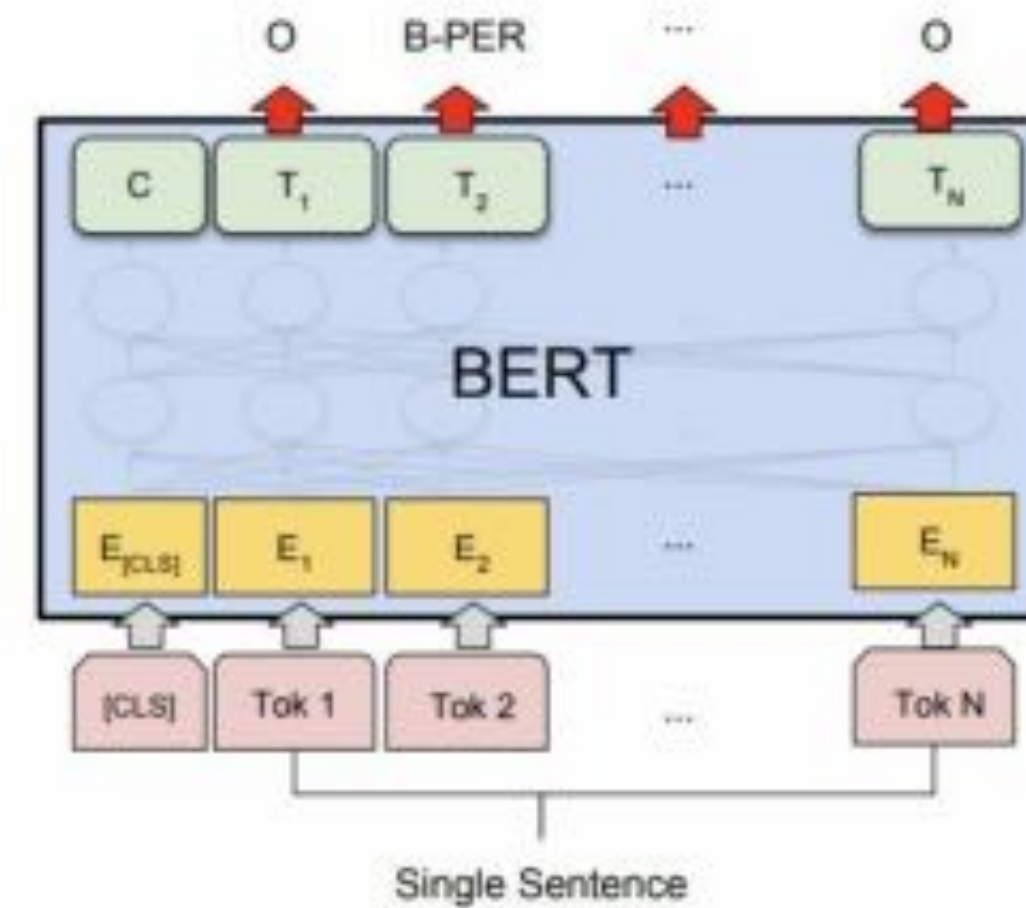 O B-PER ... O
C T1 T2 ... TN
BERT
E[CLS] E1 E2 ... EN
[CLS] Tok 1 Tok 2 ... Tok N
Single Sentence